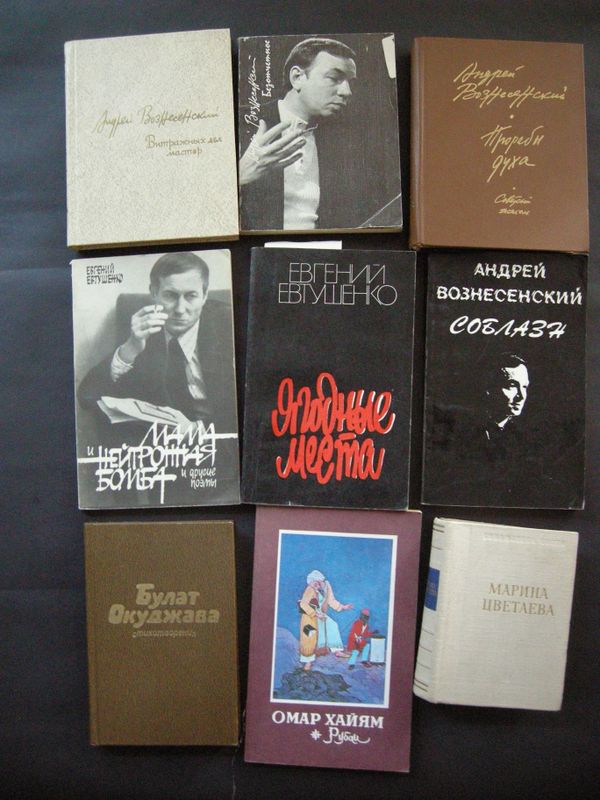 Андрей Вознесенский
Витражных дел
мастер
Вознесенский
Безотчетное
Андрей
Вознесенский
Прорабы
духа
ЕВГЕНИЙ
ЕВТУШЕНКО
МАМА
И
НЕЙТРОННАЯ
БОМБА
и другие
поэмы
ЕВГЕНИЙ
ЕВТУШЕНКО
Ягодные
места
АНДРЕЙ
ВОЗНЕСЕНСКИЙ
СОБЛАЗН
Булат
Окуджава
стихотворения
ОМАР ХАЙЯМ
Рубаи
МАРИНА
ЦВЕТАЕВА